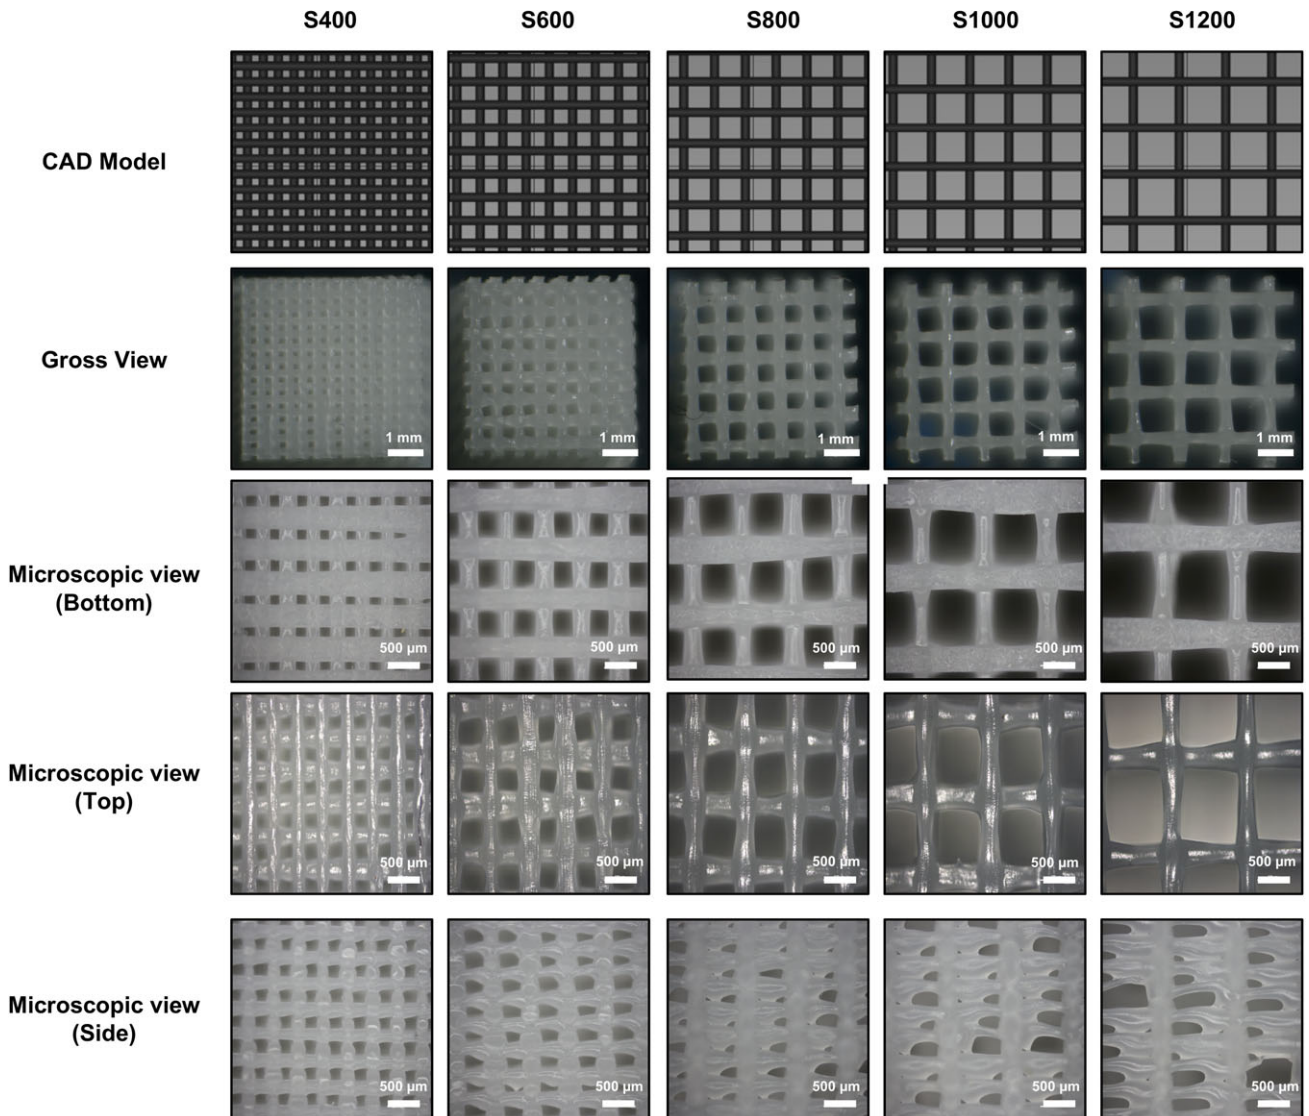 S400 S600 S800 S1000 S1200
CAD Model
Gross View
1 mm 1 mm 1 mm 1 mm 1 mm
Microscopic view
(Bottom)
500 µm 500 µm 500 µm 500 µm 500 µm
Microscopic view
(Top)
500 µm 500 µm 500 µm 500 µm 500 µm
Microscopic view
(Side)
500 µm 500 µm 500 µm 500 µm 500 µm